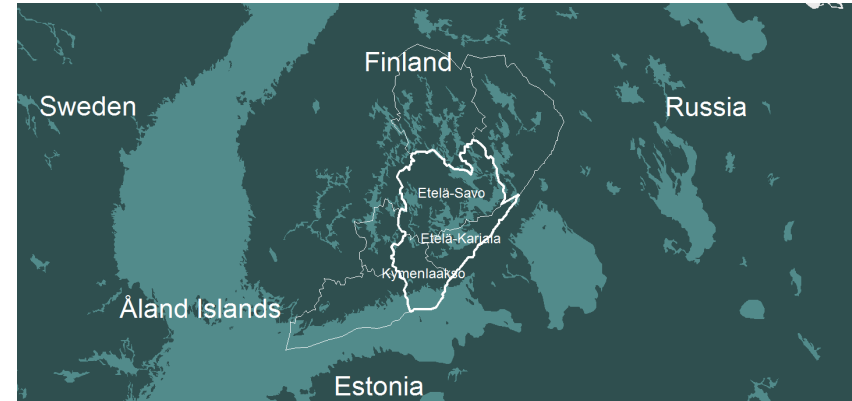 Finland
Sweden
Russia
Etelä-Savo
Etelä-Karjala
Kymenlaakso
Åland Islands
Estonia